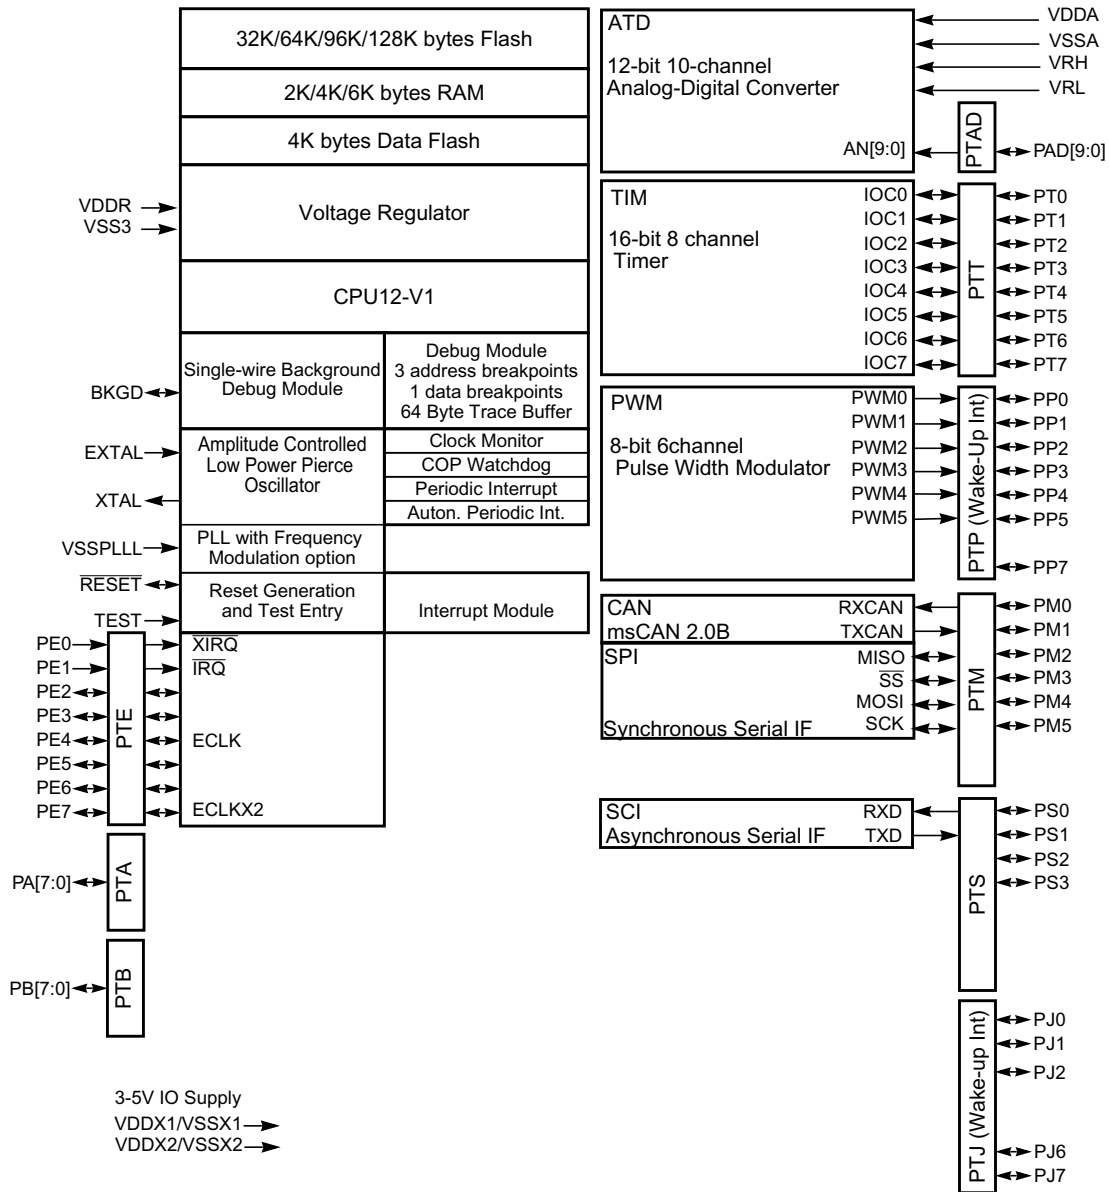 32K/64K/96K/128K bytes Flash
2K/4K/6K bytes RAM
4K bytes Data Flash
VDDR
VSS3
Voltage Regulator
CPU12-V1
BKGD
Single-wire Background
Debug Module
Debug Module
3 address breakpoints
1 data breakpoints
64 Byte Trace Buffer
EXTAL
XTAL
Amplitude Controlled
Low Power Pierce
Oscillator
Clock Monitor
COP Watchdog
Periodic Interrupt
Auton. Periodic Int.
VSSPLLL
PLL with Frequency
Modulation option
RESET
TEST
Reset Generation
and Test Entry
Interrupt Module
PE0
PE1
PE2
PE3
PE4
PE5
PE6
PE7
PTE
XIRQ
IRQ
ECLK
ECLKX2
PA[7:0]
PTA
PB[7:0]
PTB
3-5V IO Supply
VDDX1/VSSX1
VDDX2/VSSX2
ATD
12-bit 10-channel
Analog-Digital Converter
AN[9:0]
VDDA
VSSA
VRH
VRL
PTAD
PAD[9:0]
TIM
16-bit 8 channel
Timer
IOC0
IOC1
IOC2
IOC3
IOC4
IOC5
IOC6
IOC7
PTT
PT0
PT1
PT2
PT3
PT4
PT5
PT6
PT7
PWM
8-bit 6channel
Pulse Width Modulator
PWM0
PWM1
PWM2
PWM3
PWM4
PWM5
PTP (Wake-Up Int)
PP0
PP1
PP2
PP3
PP4
PP5
PP7
CAN
msCAN 2.0B
RXCAN
TXCAN
SPI
Synchronous Serial IF
MISO
SS
MOSI
SCK
PTM
PM0
PM1
PM2
PM3
PM4
PM5
SCI
Asynchronous Serial IF
RXD
TXD
PTS
PS0
PS1
PS2
PS3
PTJ (Wake-up Int)
PJ0
PJ1
PJ2
PJ6
PJ7